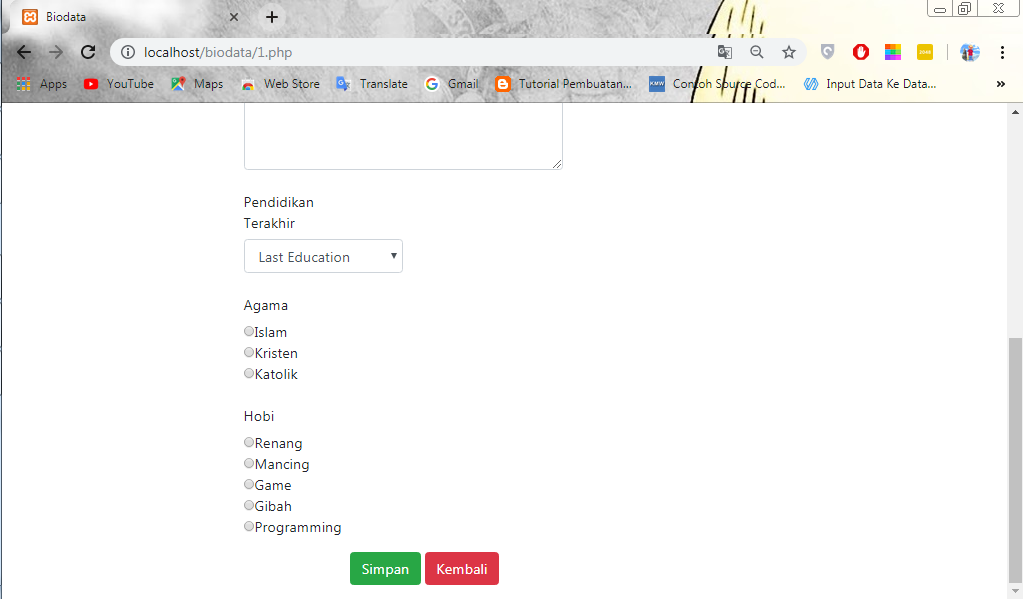 Biodata
localhost/biodata/1.php
Apps YouTube Maps Web Store Translate Gmail Tutorial Pembuatan... Contoh Source Cod... Input Data Ke Data... »
Pendidikan
Terakhir
Last Education
Agama
Islam
Kristen
Katolik
Hobi
Renang
Mancing
Game
Gibah
Programming
Simpan Kembali